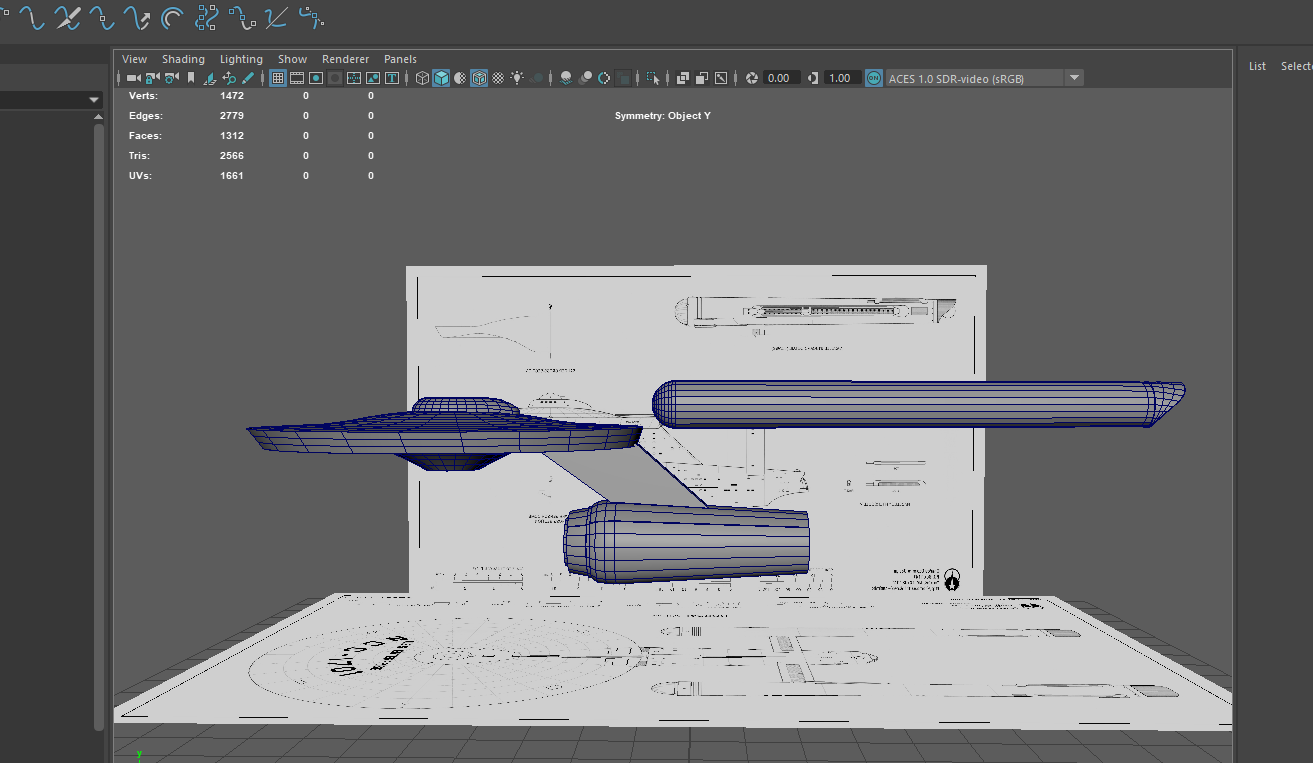 View Shading Lighting Show Renderer Panels
List Selecte
0.00 1.00 ON ACES 1.0 SDR-video (sRGB)
Verts: 1472 0 0
Edges: 2779 0 0
Faces: 1312 0 0
Tris: 2566 0 0
UVs: 1661 0 0
Symmetry: Object Y
y